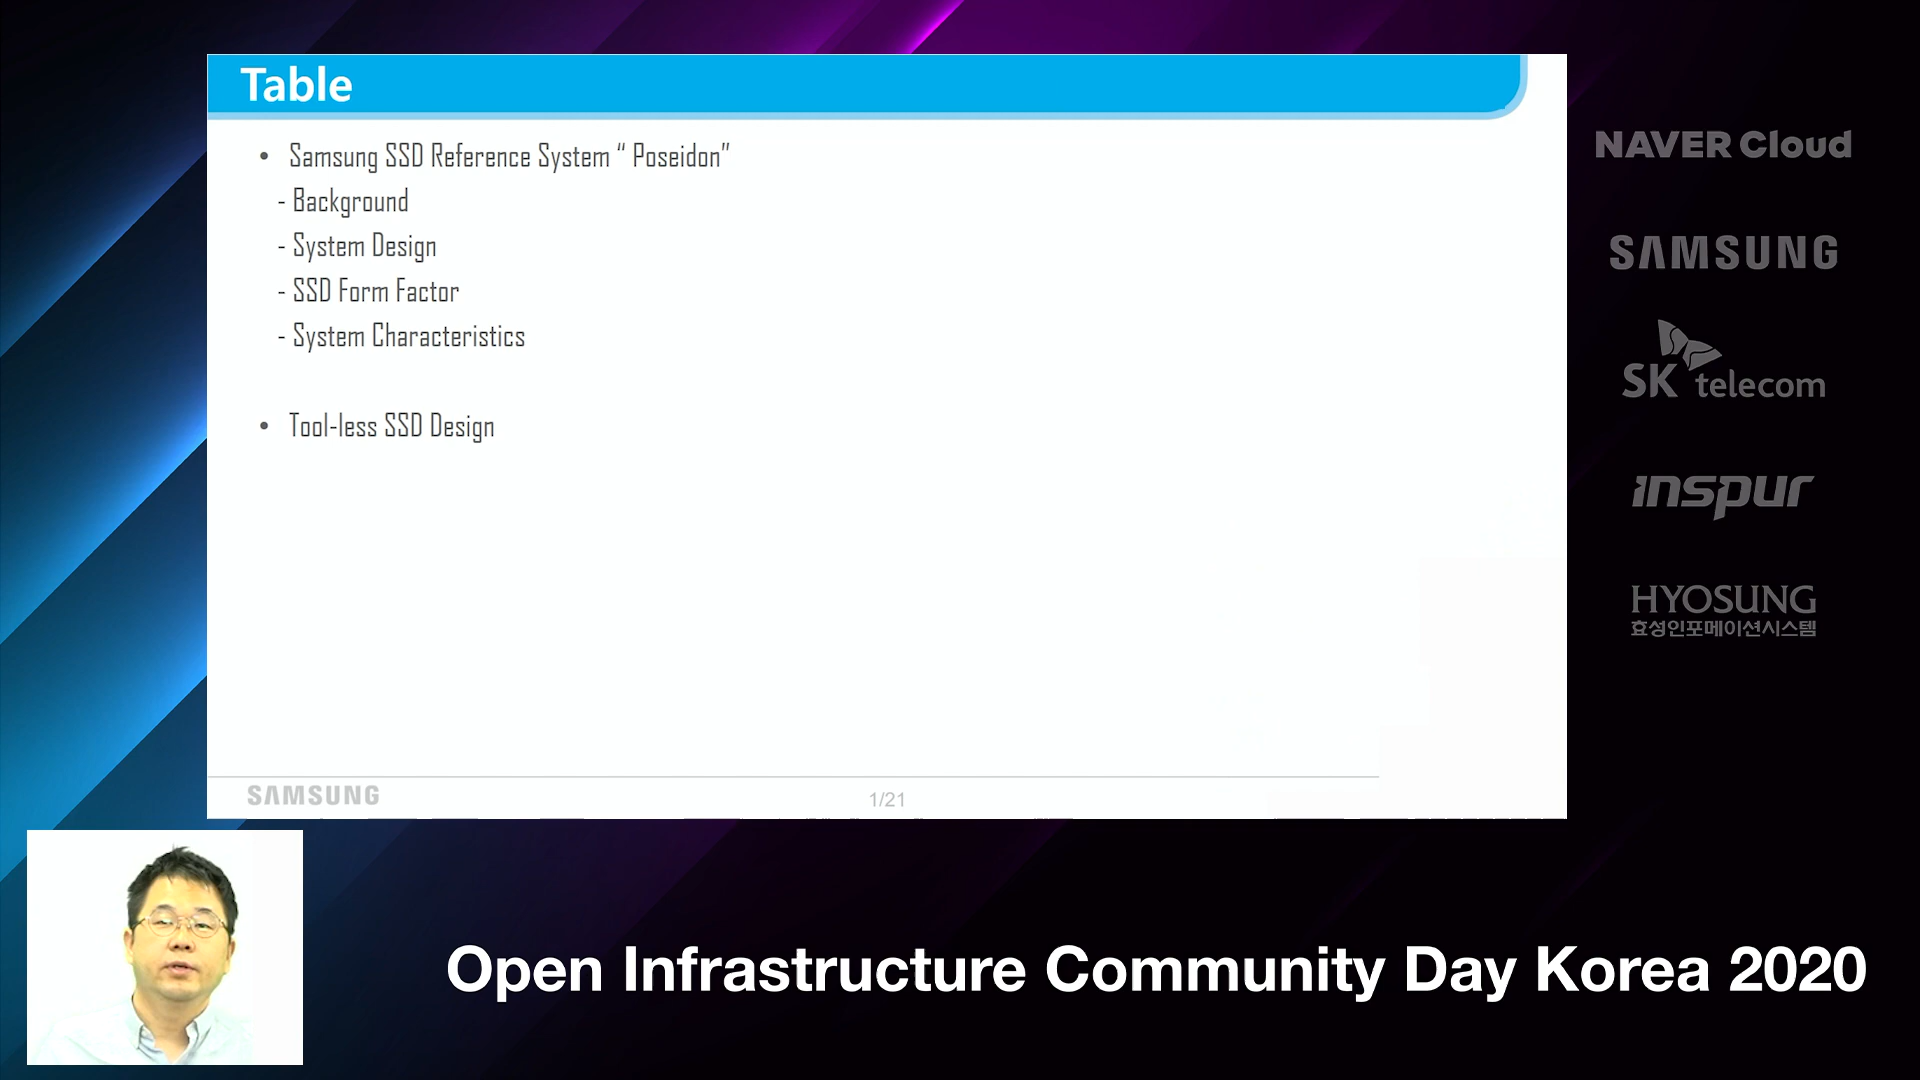 Table
• Samsung SSD Reference System “ Poseidon”
- Background
- System Design
- SSD Form Factor
- System Characteristics
• Tool-less SSD Design
SAMSUNG
1/21
NAVER Cloud
SAMSUNG
SK telecom
inspur
HYOSUNG
효성인포메이션시스템
Open Infrastructure Community Day Korea 2020